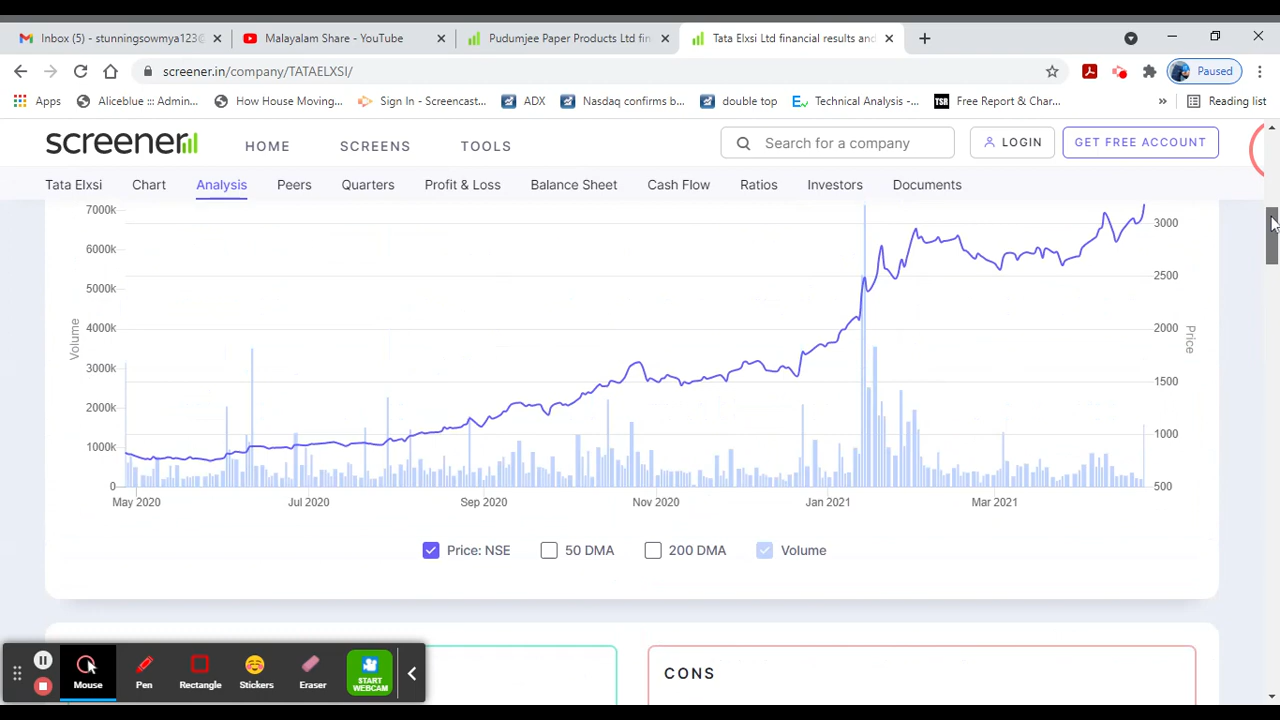 Inbox (5) - stunningsowmya123@
Malayalam Share - YouTube
Pudumjee Paper Products Ltd fin
Tata Elxsi Ltd financial results and
screener.in/company/TATAELXSI/
Paused
Apps
Aliceblue ::: Admin...
How House Moving...
Sign In - Screencast...
ADX
Nasdaq confirms b...
double top
Technical Analysis -...
TSR
Free Report & Char...
»
Reading list
screener
HOME
SCREENS
TOOLS
Search for a company
LOGIN
GET FREE ACCOUNT
Tata Elxsi
Chart
Analysis
Peers
Quarters
Profit & Loss
Balance Sheet
Cash Flow
Ratios
Investors
Documents
7000k
6000k
5000k
4000k
3000k
2000k
1000k
0
Volume
3000
2500
2000
1500
1000
500
Price
May 2020
Jul 2020
Sep 2020
Nov 2020
Jan 2021
Mar 2021
Price: NSE
50 DMA
200 DMA
Volume
CONS
Mouse
Pen
Rectangle
Stickers
Eraser
START
WEBCAM